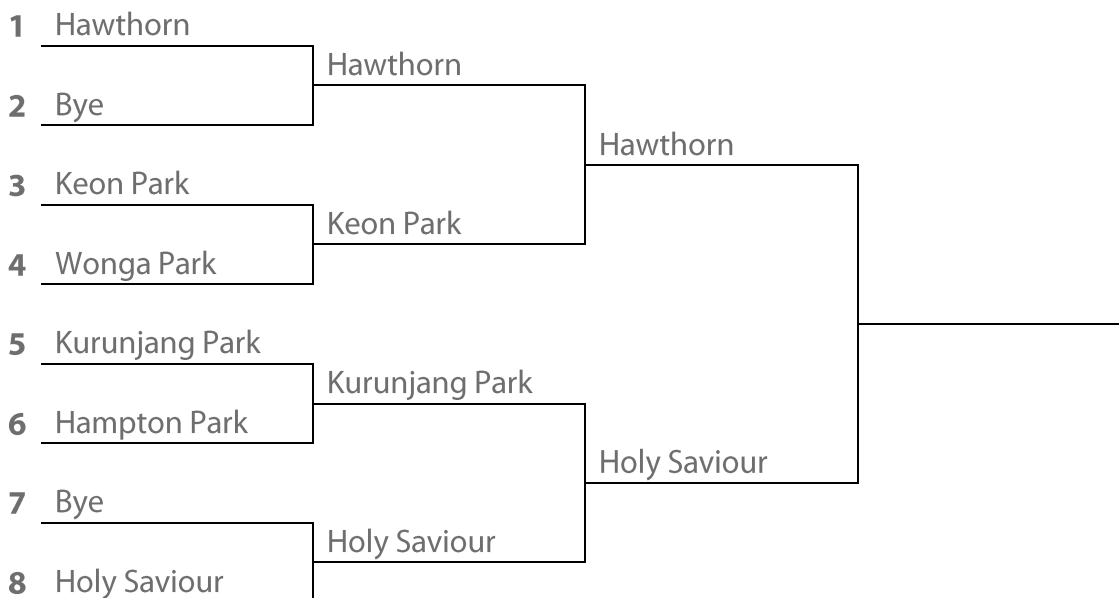 1 Hawthorn
Hawthorn
2 Bye
Hawthorn
3 Keon Park
Keon Park
4 Wonga Park
5 Kurunjang Park
Kurunjang Park
6 Hampton Park
Holy Saviour
7 Bye
Holy Saviour
8 Holy Saviour